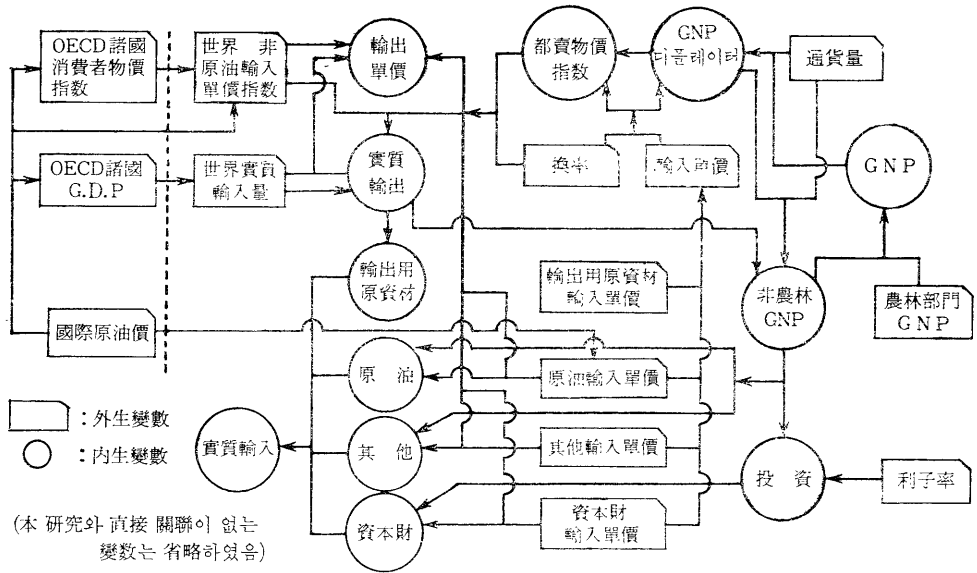 OECD諸國
消費者物價
指数
世界 非
原油輸入
單價指数
輸出
單價
都賣物價
指数
GNP
디플레이터
通貨量
OECD諸國
G.D.P
世界實質
輸入量
實質
輸出
換率
輸入單價
GNP
輸出用
原資材
輸出用原資材
輸入單價
非農林
GNP
農林部門
GNP
國際原油價
原 油
原油輸入單價
外生變數
:
內生變數
:
實質輸入
其 他
其他輸入單價
投 資
利子率
資本財
資本財
輸入單價
(本 硏究와 直接 關聯이 없는
變数는 省略하였음)